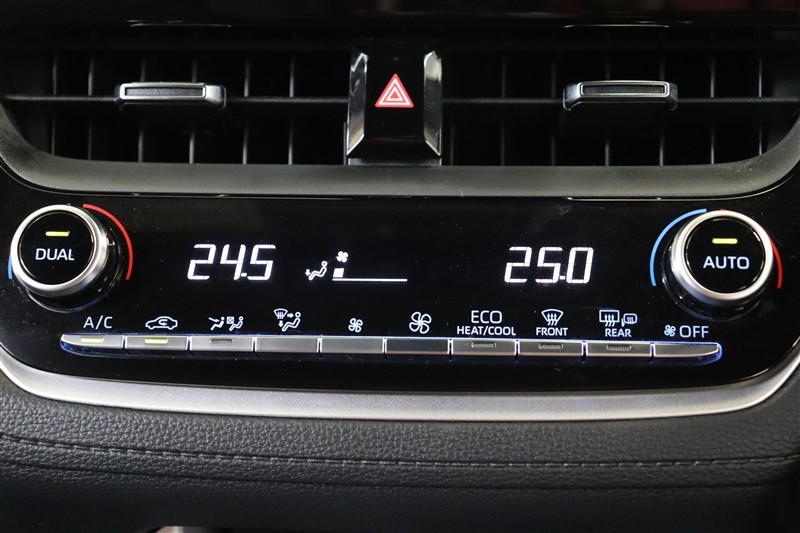 DUAL
24.5
25.0
AUTO
A/C
ECO
HEAT/COOL
FRONT
REAR
OFF